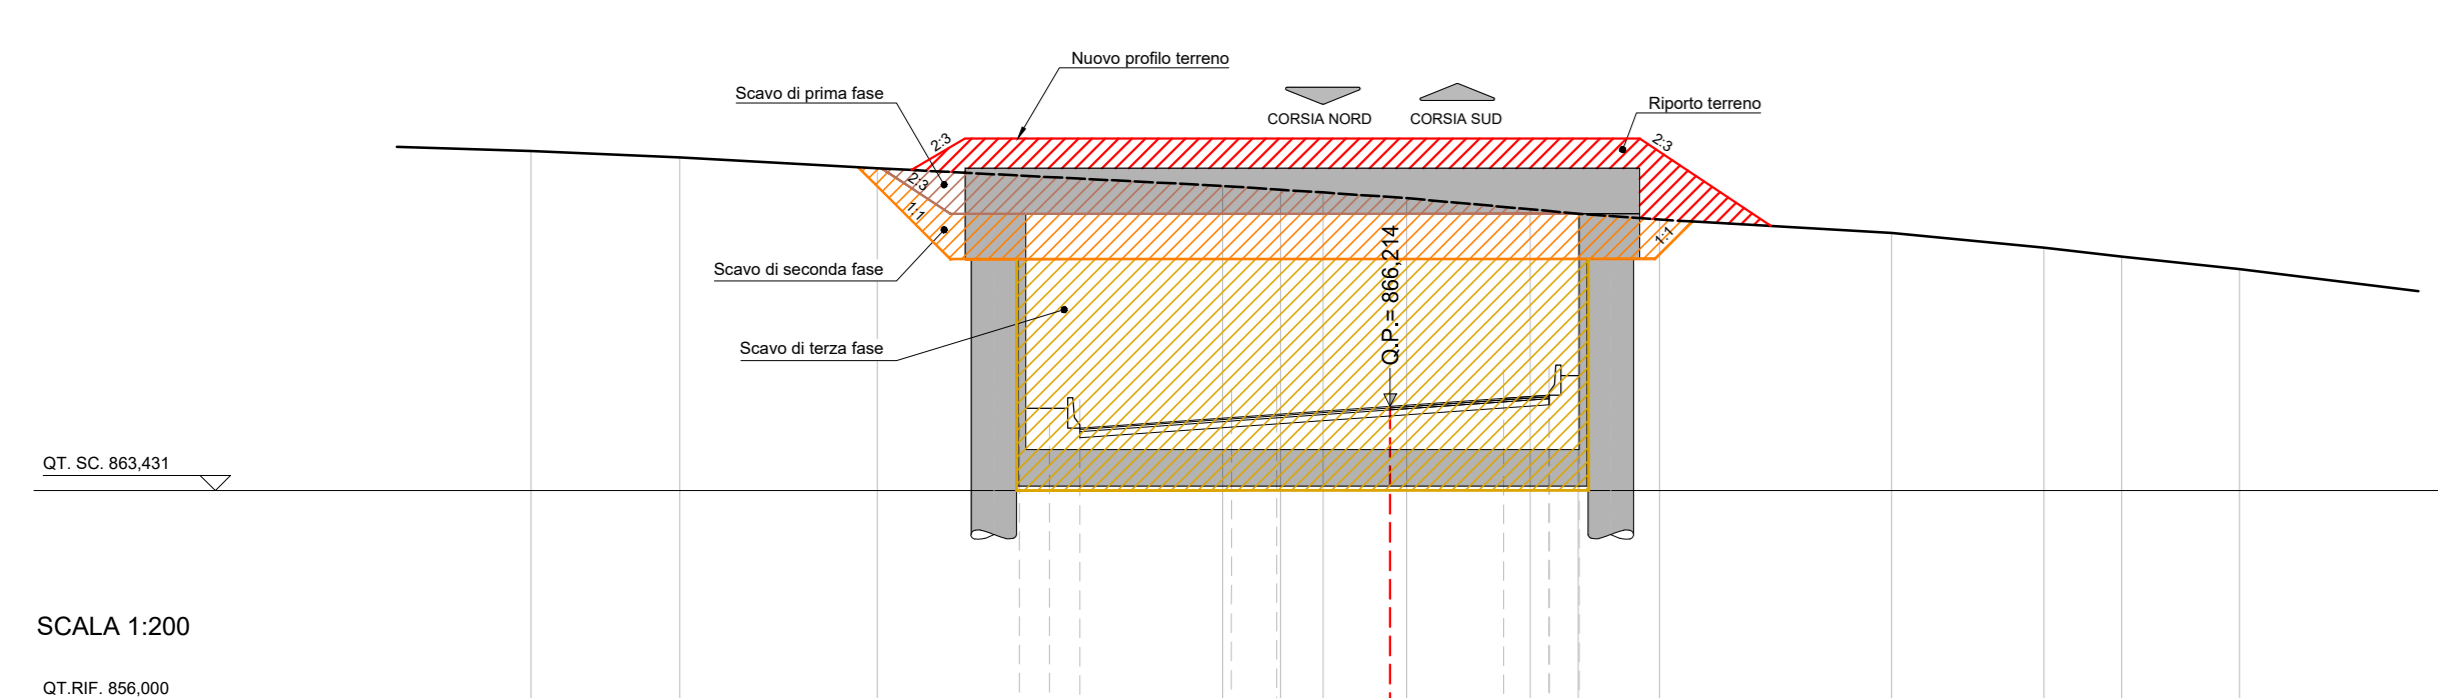 Nuovo profilo terreno
Scavo di prima fase
Riporto terreno
CORSIA NORD
CORSIA SUD
2:3
2:3
2:3
1:1
1:1
Q.P.= 866,214
Scavo di seconda fase
Scavo di terza fase
QT. SC. 863,431
SCALA 1:200
QT.RIF. 856,000